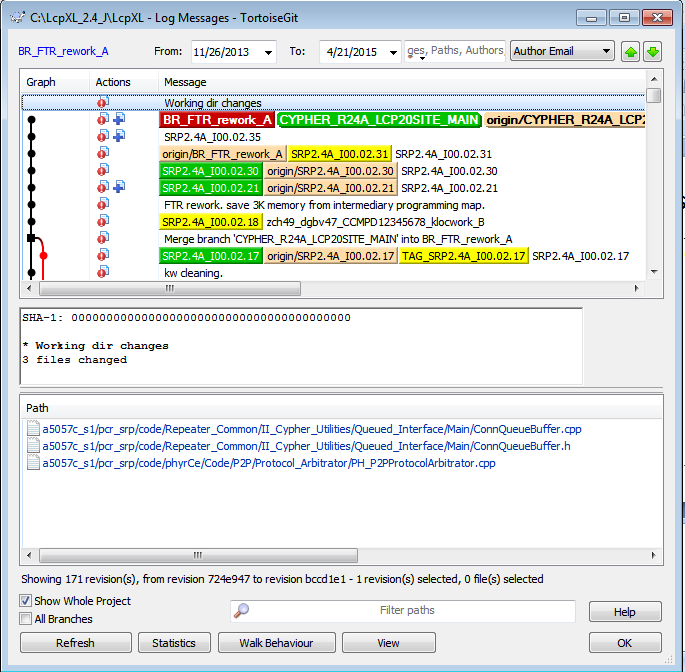 C:\LcpXL_2.4_J\LcpXL - Log Messages - TortoiseGit
BR_FTR_rework_A From: 11/26/2013 To: 4/21/2015 ges, Paths, Authors Author Email
Graph Actions Message
Working dir changes
BR_FTR_rework_A CYPHER_R24A_LCP20SITE_MAIN origin/CYPHER_R24A_LCP2
SRP2.4A_I00.02.35
origin/BR_FTR_rework_A SRP2.4A_I00.02.31 SRP2.4A_I00.02.31
SRP2.4A_I00.02.30 origin/SRP2.4A_I00.02.30 SRP2.4A_I00.02.30
SRP2.4A_I00.02.21 origin/SRP2.4A_I00.02.21 SRP2.4A_I00.02.21
FTR rework. save 3K memory from intermediary programming map.
SRP2.4A_I00.02.18 zch49_dgbv47_CCMPD12345678_klocwork_B
Merge branch 'CYPHER_R24A_LCP20SITE_MAIN' into BR_FTR_rework_A
SRP2.4A_I00.02.17 origin/SRP2.4A_I00.02.17 TAG_SRP2.4A_I00.02.17 SRP2.4A_I00.02.17
kw cleaning.
SHA-1: 0000000000000000000000000000000000000000
* Working dir changes
3 files changed
Path
a5057c_s1/pcr_srp/code/Repeater_Common/II_Cypher_Utilities/Queued_Interface/Main/ConnQueueBuffer.cpp
a5057c_s1/pcr_srp/code/Repeater_Common/II_Cypher_Utilities/Queued_Interface/Main/ConnQueueBuffer.h
a5057c_s1/pcr_srp/code/phyrCe/Code/P2P/Protocol_Arbitrator/PH_P2PProtocolArbitrator.cpp
Showing 171 revision(s), from revision 724e947 to revision bccd1e1 - 1 revision(s) selected, 0 file(s) selected
Show Whole Project
Filter paths
Help
All Branches
Refresh Statistics Walk Behaviour View OK